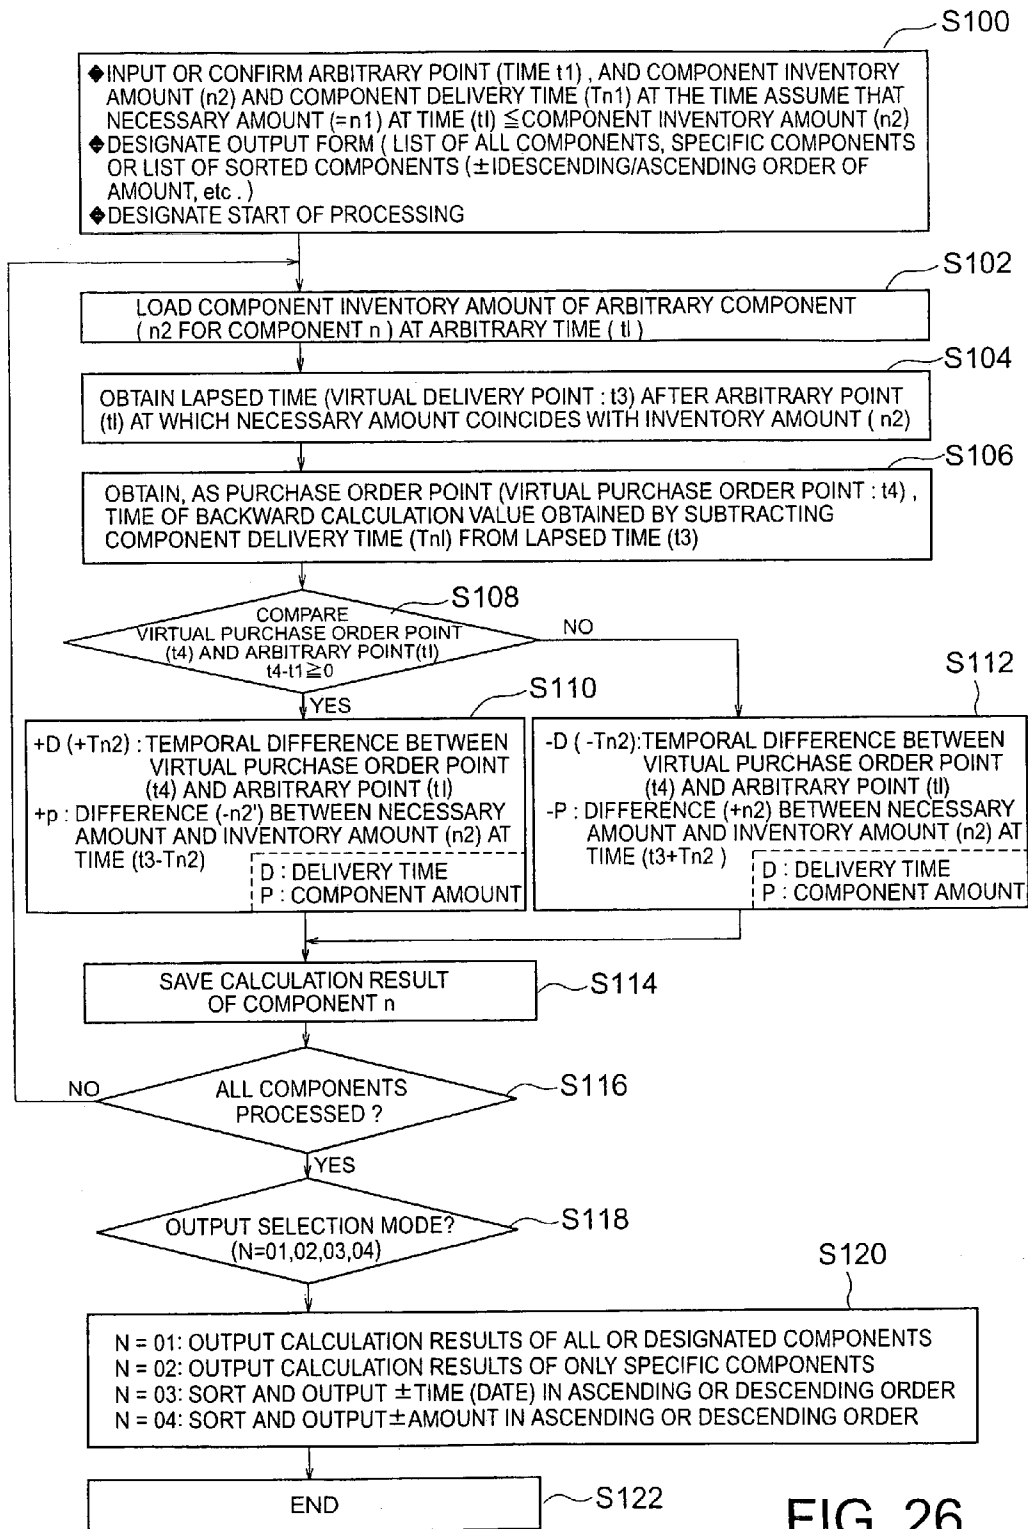 S100
◆INPUT OR CONFIRM ARBITRARY POINT (TIME t1) , AND COMPONENT INVENTORY
AMOUNT (n2) AND COMPONENT DELIVERY TIME (Tn1) AT THE TIME ASSUME THAT
NECESSARY AMOUNT (=n1) AT TIME (tI) ≦COMPONENT INVENTORY AMOUNT (n2)
◆DESIGNATE OUTPUT FORM ( LIST OF ALL COMPONENTS, SPECIFIC COMPONENTS
OR LIST OF SORTED COMPONENTS (±IDESCENDING/ASCENDING ORDER OF
AMOUNT, etc . )
◆DESIGNATE START OF PROCESSING
S102
LOAD COMPONENT INVENTORY AMOUNT OF ARBITRARY COMPONENT
( n2 FOR COMPONENT n ) AT ARBITRARY TIME ( tI )
S104
OBTAIN LAPSED TIME (VIRTUAL DELIVERY POINT : t3) AFTER ARBITRARY POINT
(tI) AT WHICH NECESSARY AMOUNT COINCIDES WITH INVENTORY AMOUNT ( n2)
S106
OBTAIN, AS PURCHASE ORDER POINT (VIRTUAL PURCHASE ORDER POINT : t4) ,
TIME OF BACKWARD CALCULATION VALUE OBTAINED BY SUBTRACTING
COMPONENT DELIVERY TIME (TnI) FROM LAPSED TIME (t3)
S108
COMPARE
VIRTUAL PURCHASE ORDER POINT
(t4) AND ARBITRARY POINT(tI)
t4-t1≧0
NO
YES
S110
+D (+Tn2) : TEMPORAL DIFFERENCE BETWEEN
VIRTUAL PURCHASE ORDER POINT
(t4) AND ARBITRARY POINT (tI)
+p : DIFFERENCE (-n2') BETWEEN NECESSARY
AMOUNT AND INVENTORY AMOUNT (n2) AT
TIME (t3-Tn2)
D : DELIVERY TIME
P : COMPONENT AMOUNT
S112
-D ( -Tn2):TEMPORAL DIFFERENCE BETWEEN
VIRTUAL PURCHASE ORDER POINT
(t4) AND ARBITRARY POINT (tI)
-P : DIFFERENCE (+n2) BETWEEN NECESSARY
AMOUNT AND INVENTORY AMOUNT (n2) AT
TIME (t3+Tn2 )
D : DELIVERY TIME
P : COMPONENT AMOUNT
SAVE CALCULATION RESULT
OF COMPONENT n
S114
NO
ALL COMPONENTS
PROCESSED ?
S116
YES
OUTPUT SELECTION MODE?
(N=01,02,03,04)
S118
S120
N = 01: OUTPUT CALCULATION RESULTS OF ALL OR DESIGNATED COMPONENTS
N = 02: OUTPUT CALCULATION RESULTS OF ONLY SPECIFIC COMPONENTS
N = 03: SORT AND OUTPUT ±TIME (DATE) IN ASCENDING OR DESCENDING ORDER
N = 04: SORT AND OUTPUT±AMOUNT IN ASCENDING OR DESCENDING ORDER
END
S122
FIG. 26